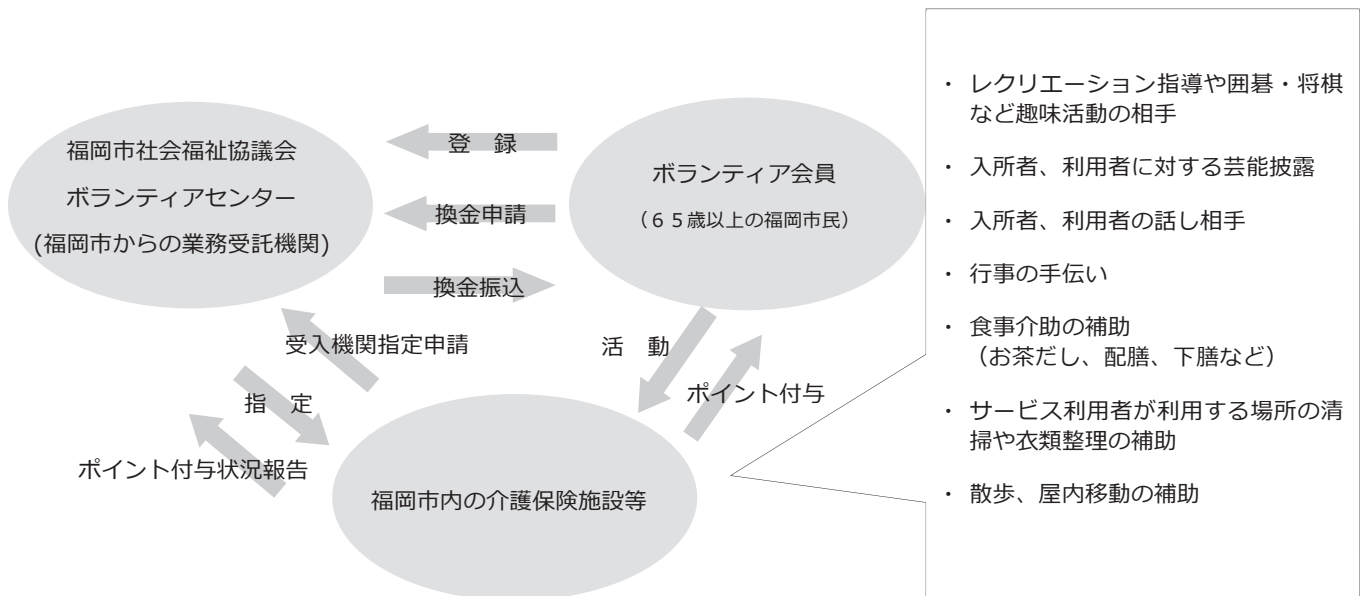 福岡市社会福祉協議会
ボランティアセンター
(福岡市からの業務受託機関)
登　録
換金申請
換金振込
ボランティア会員
（６５歳以上の福岡市民）
受入機関指定申請
指　定
ポイント付与状況報告
活　動
ポイント付与
福岡市内の介護保険施設等
・ レクリエーション指導や囲碁・将棋
など趣味活動の相手
・ 入所者、利用者に対する芸能披露
・ 入所者、利用者の話し相手
・ 行事の手伝い
・ 食事介助の補助
（お茶だし、配膳、下膳など）
・ サービス利用者が利用する場所の清
掃や衣類整理の補助
・ 散歩、屋内移動の補助